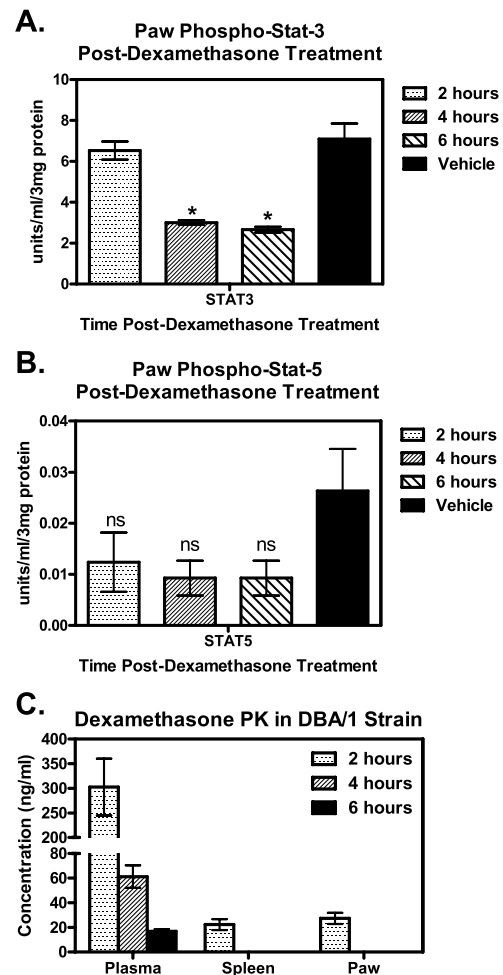 A.
Paw Phospho-Stat-3
Post-Dexamethasone Treatment
units/ml/3mg protein
10
8
6
4
2
0
*
*
STAT3
Time Post-Dexamethasone Treatment
2 hours
4 hours
6 hours
Vehicle
B.
Paw Phospho-Stat-5
Post-Dexamethasone Treatment
units/ml/3mg protein
0.04
0.03
0.02
0.01
0.00
ns
ns
ns
STAT5
Time Post-Dexamethasone Treatment
2 hours
4 hours
6 hours
Vehicle
C.
Dexamethasone PK in DBA/1 Strain
Concentration (ng/ml)
400
350
300
250
200
80
60
40
20
0
2 hours
4 hours
6 hours
Plasma
Spleen
Paw